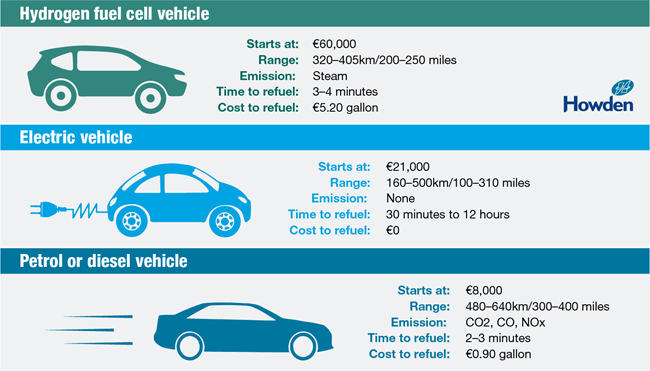 Hydrogen fuel cell vehicle
Starts at: €60,000
Range: 320–405km/200–250 miles
Emission: Steam
Time to refuel: 3–4 minutes
Cost to refuel: €5.20 gallon
Howden
Electric vehicle
Starts at: €21,000
Range: 160–500km/100–310 miles
Emission: None
Time to refuel: 30 minutes to 12 hours
Cost to refuel: €0
Petrol or diesel vehicle
Starts at: €8,000
Range: 480–640km/300–400 miles
Emission: CO2, CO, NOx
Time to refuel: 2–3 minutes
Cost to refuel: €0.90 gallon